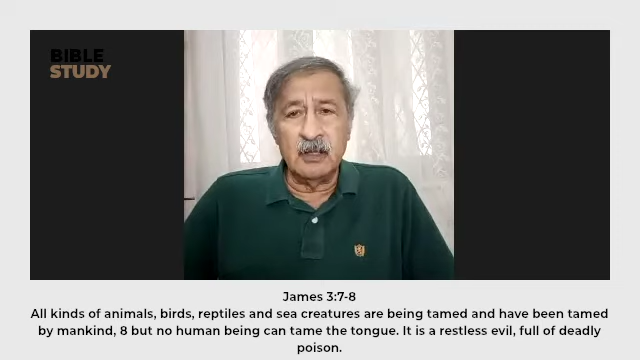 BIBLE
STUDY
James 3:7-8
All kinds of animals, birds, reptiles and sea creatures are being tamed and have been tamed
by mankind, 8 but no human being can tame the tongue. It is a restless evil, full of deadly
poison.